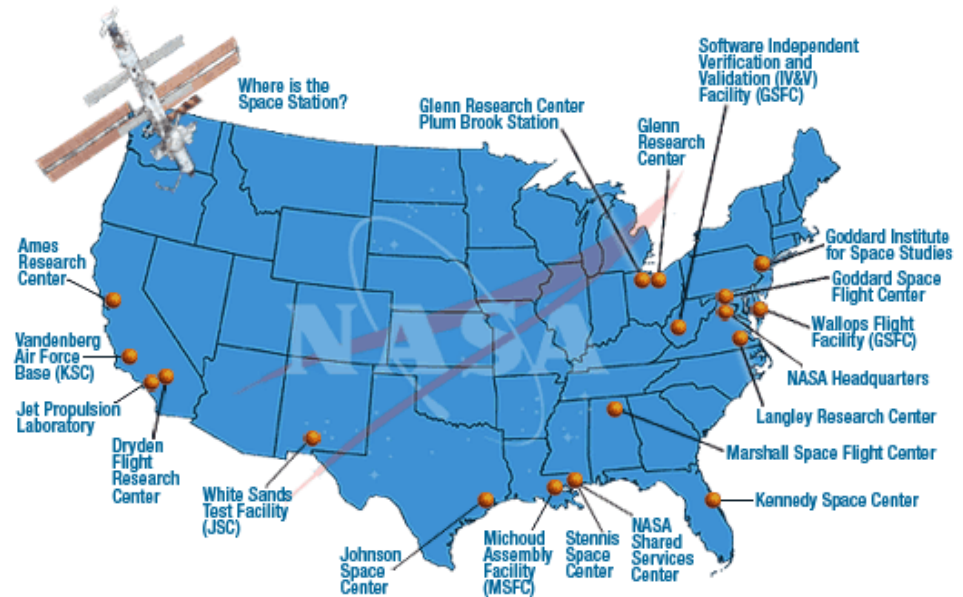 Where is the
Space Station?
Software Independent
Verification and
Validation (IV&V)
Facility (GSFC)
Glenn Research Center
Plum Brook Station
Glenn
Research
Center
Ames
Research
Center
Goddard Institute
for Space Studies
Goddard Space
Flight Center
Vandenberg
Air Force
Base (KSC)
NASA
Wallops Flight
Facility (GSFC)
NASA Headquarters
Jet Propulsion
Laboratory
Langley Research Center
Dryden
Flight
Research
Center
Marshall Space Flight Center
White Sands
Test Facility
(JSC)
Kennedy Space Center
Johnson
Space
Center
Michoud
Assembly
Facility
(MSFC)
Stennis
Space
Center
NASA
Shared
Services
Center